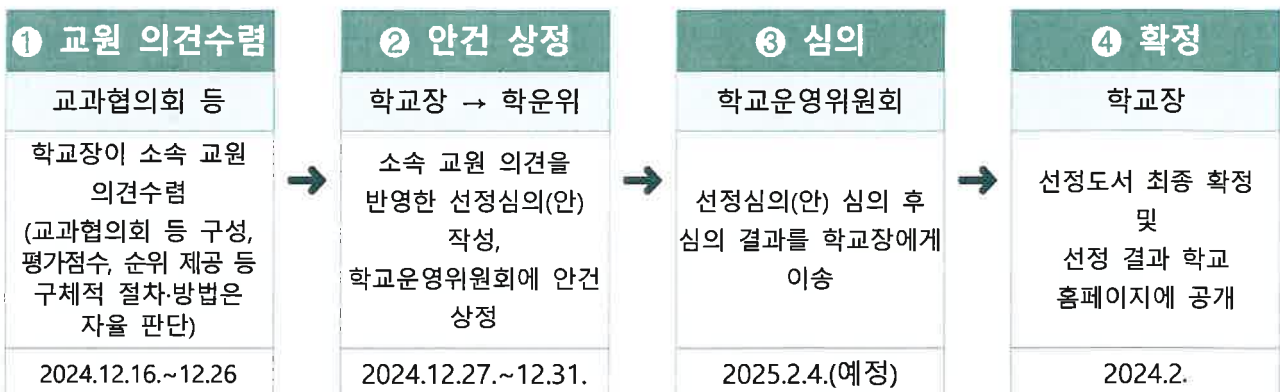 ❶ 교원 의견수렴
교과협의회 등
학교장이 소속 교원
의견수렴
(교과협의회 등 구성,
평가점수, 순위 제공 등
구체적 절차·방법은
자율 판단)
2024.12.16.~12.26
❷ 안건 상정
학교장 → 학운위
소속 교원 의견을
반영한 선정심의(안)
작성,
학교운영위원회에 안건
상정
2024.12.27.~12.31.
❸ 심의
학교운영위원회
선정심의(안) 심의 후
심의 결과를 학교장에게
이송
2025.2.4.(예정)
❹ 확정
학교장
선정도서 최종 확정
및
선정 결과 학교
홈페이지에 공개
2024.2.